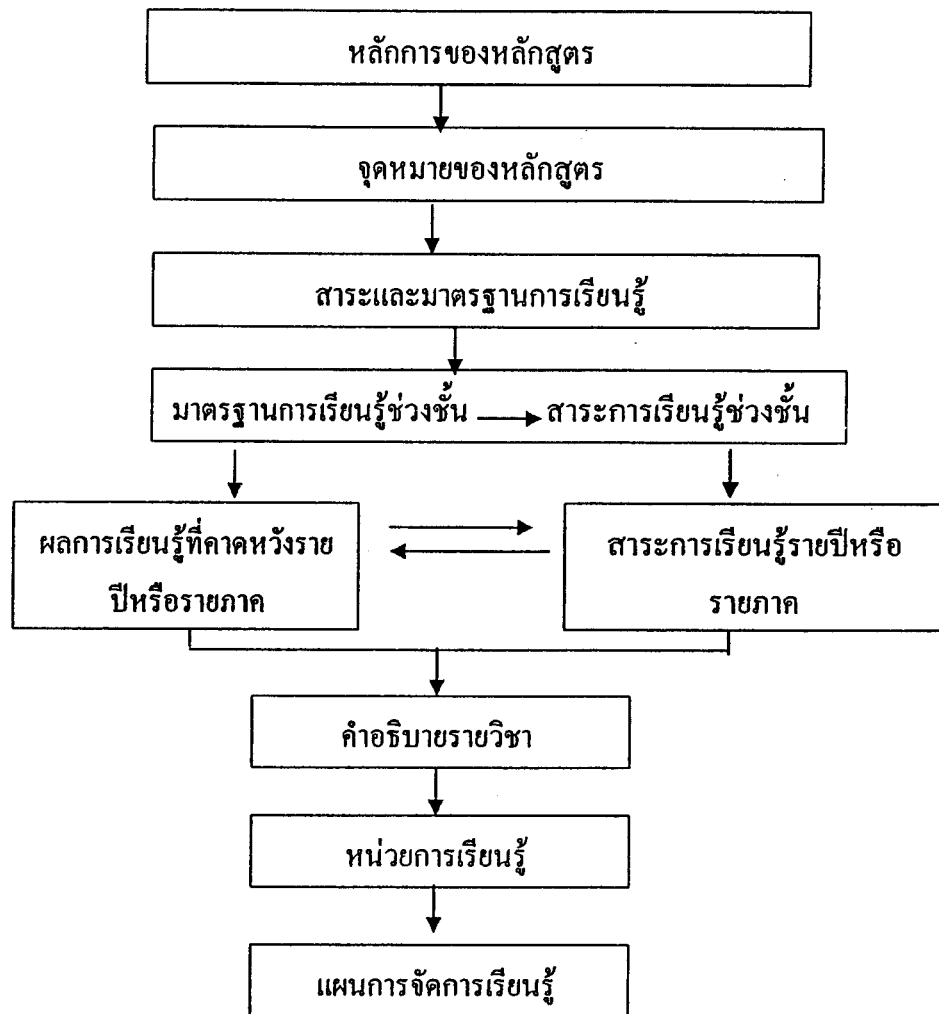 หลักการของหลักสูตร
จุดหมายของหลักสูตร
สาระและมาตรฐานการเรียนรู้
มาตรฐานการเรียนรู้ช่วงชั้น สาระการเรียนรู้ช่วงชั้น
ผลการเรียนรู้ที่คาดหวังราย
ปีหรือรายภาค
สาระการเรียนรู้รายปีหรือ
รายภาค
คำอธิบายรายวิชา
หน่วยการเรียนรู้
แผนการจัดการเรียนรู้